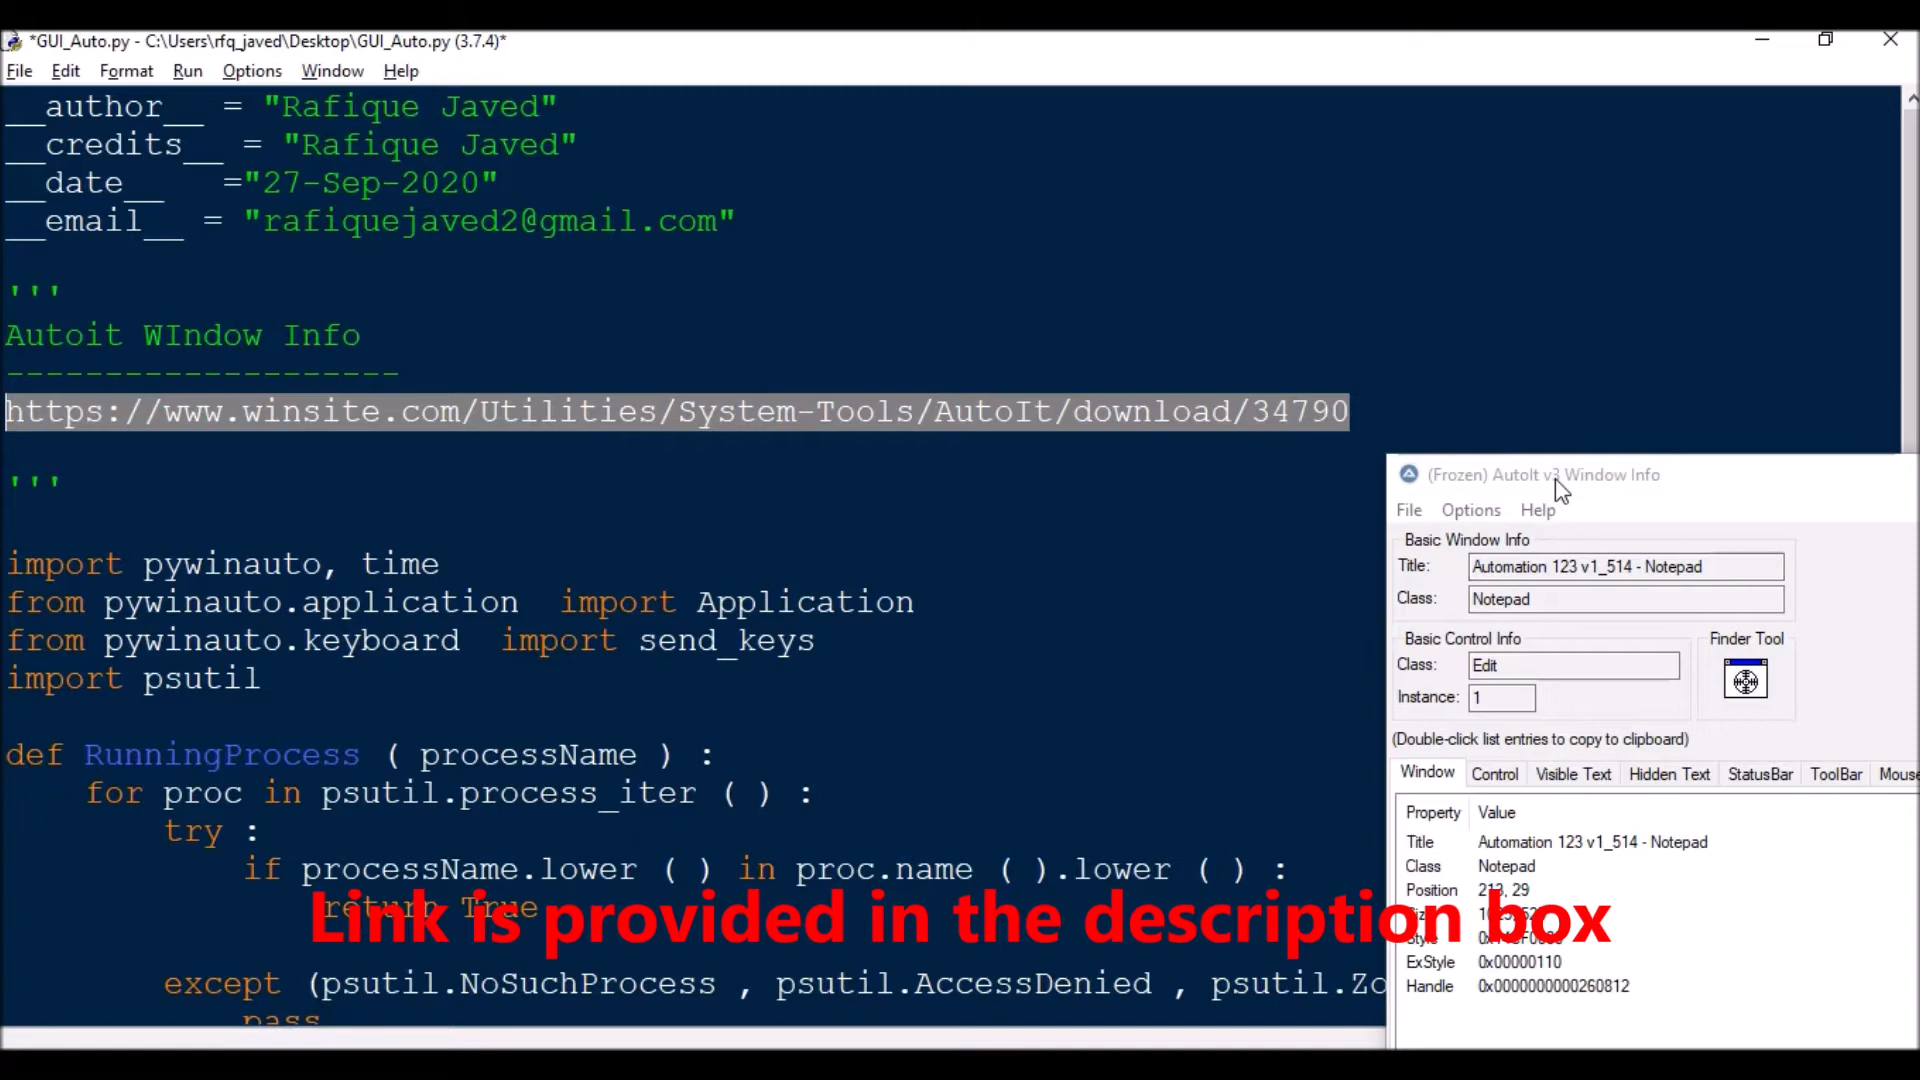 *GUI_Auto.py - C:\Users\rfq_javed\Desktop\GUI_Auto.py (3.7.4)*
File Edit Format Run Options Window Help
__author__ = "Rafique Javed"
__credits__ = "Rafique Javed"
__date__ ="27-Sep-2020"
__email__ = "rafiquejaved2@gmail.com"
'''
Autoit WIndow Info
--------------------
https://www.winsite.com/Utilities/System-Tools/AutoIt/download/34790
'''
import pywinauto, time
from pywinauto.application import Application
from pywinauto.keyboard import send_keys
import psutil
def RunningProcess ( processName ) :
for proc in psutil.process_iter ( ) :
try :
if processName.lower ( ) in proc.name ( ).lower ( ) :
return True
except (psutil.NoSuchProcess , psutil.AccessDenied , psutil.Zo
pass
Link is provided in the description box
(Frozen) AutoIt v3 Window Info
File Options Help
Basic Window Info
Title: Automation 123 v1_514 - Notepad
Class: Notepad
Basic Control Info
Finder Tool
Class: Edit
Instance: 1
(Double-click list entries to copy to clipboard)
Window Control Visible Text Hidden Text StatusBar ToolBar Mouse
Property Value
Title Automation 123 v1_514 - Notepad
Class Notepad
Position 213, 29
Style
ExStyle 0x00000110
Handle 0x0000000000260812